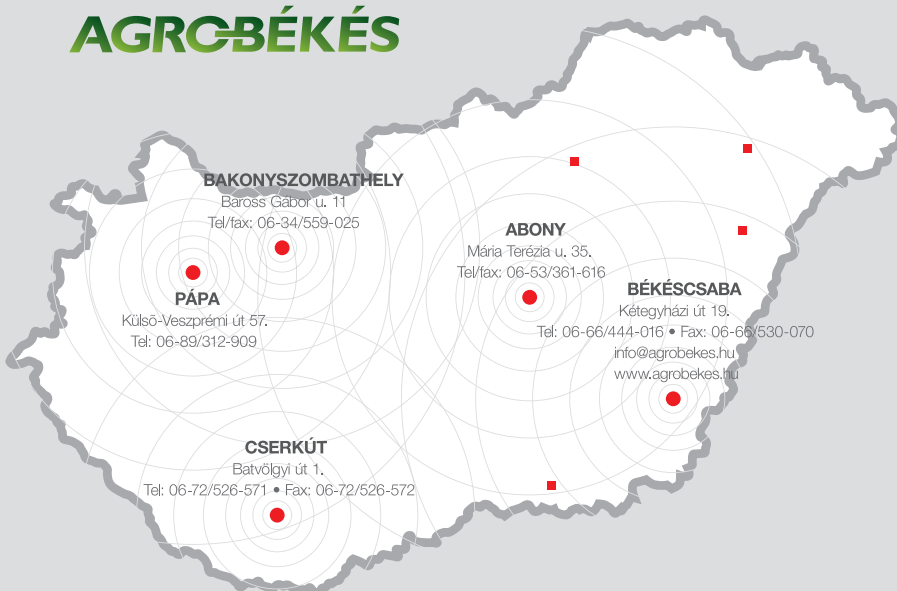 AGROBÉKÉS
BAKONYSZOMBATHELY
Baross Gábor u. 11
Tel/fax: 06-34/559-025
PÁPA
Külső-Veszprémi út 57.
Tel: 06-89/312-909
ABONY
Mária Terézia u. 35.
Tel/fax: 06-53/361-616
BÉKÉSCSABA
Kétegyházi út 19.
Tel: 06-66/444-016 • Fax: 06-66/530-070
info@agrobekes.hu
www.agrobekes.hu
CSERKÚT
Batvölgyi út 1.
Tel: 06-72/526-571 • Fax: 06-72/526-572